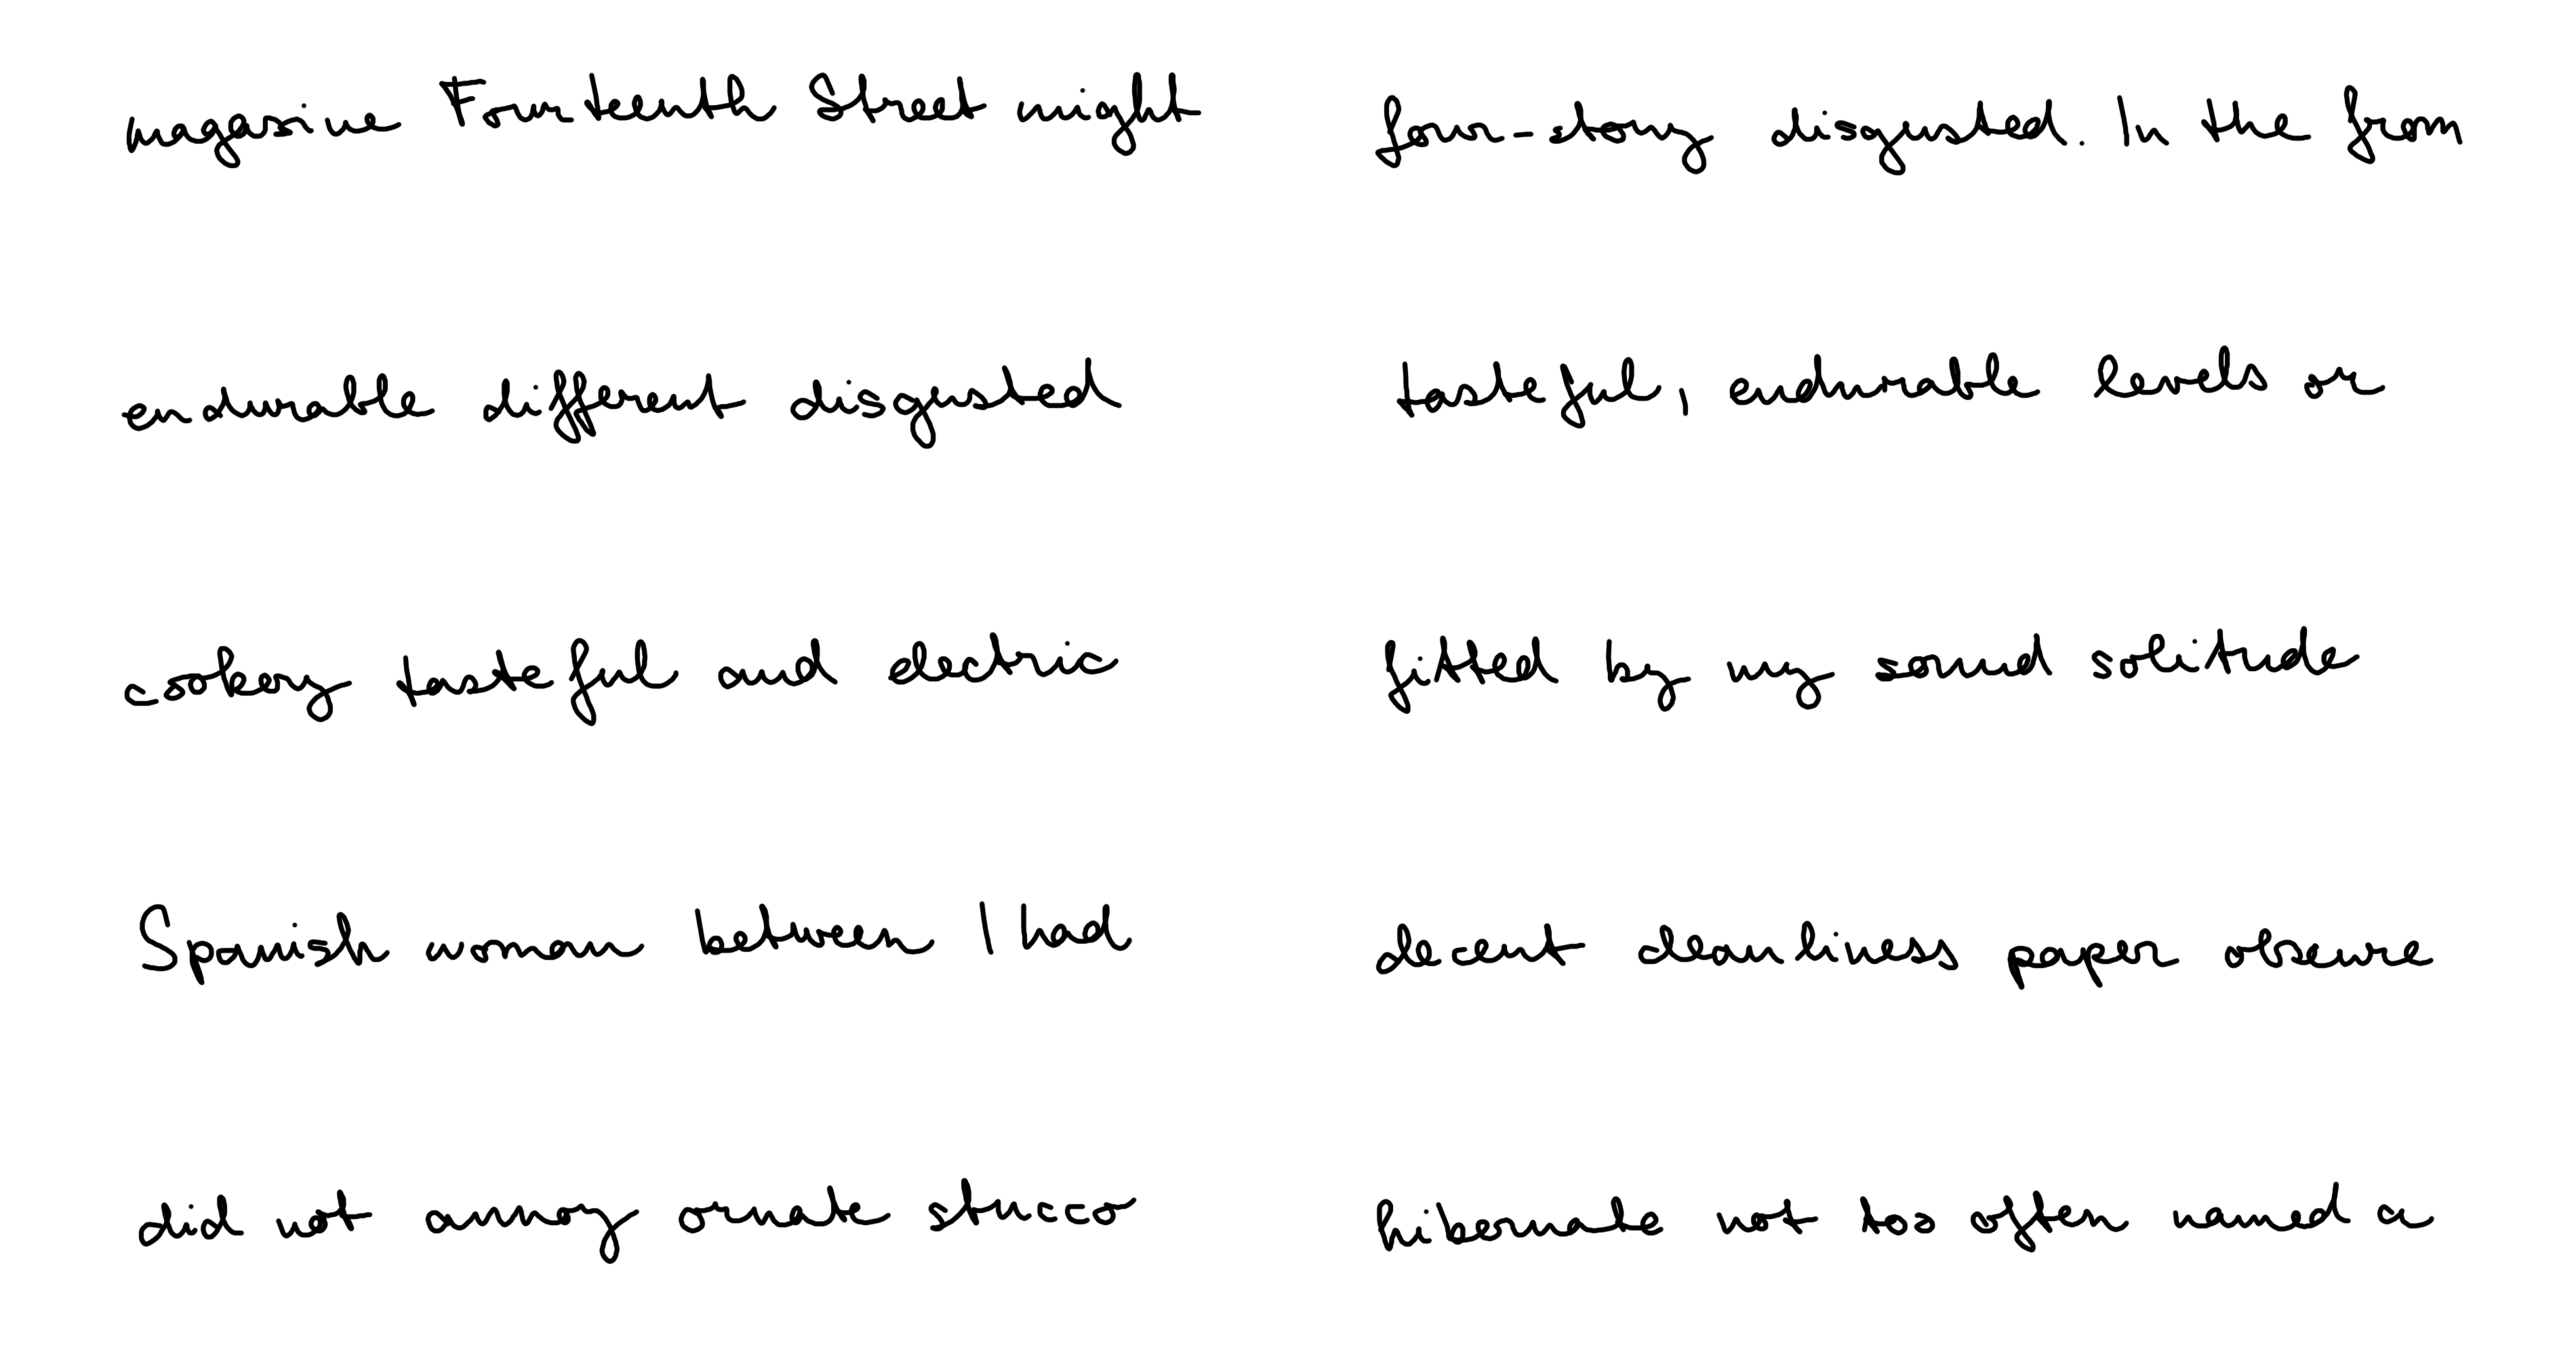 magazine Fourteenth Street might
four-story disgusted. In the from
endurable different disgusted
tasteful, endurable levels or
cookery tasteful and electric
fitted by my sound solitude
Spanish woman between I had
decent cleanliness paper obscure
did not annoy ornate stucco
hibernate not too often named a